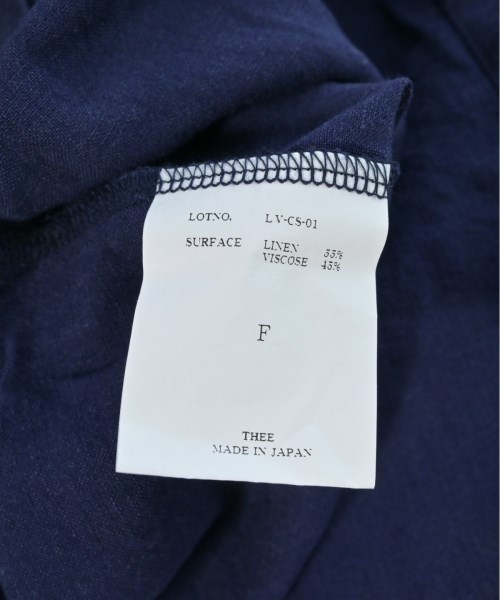 LOTNO. LV-CS-01
SURFACE LINEN 55%
VISCOSE 45%
F
THEE
MADE IN JAPAN